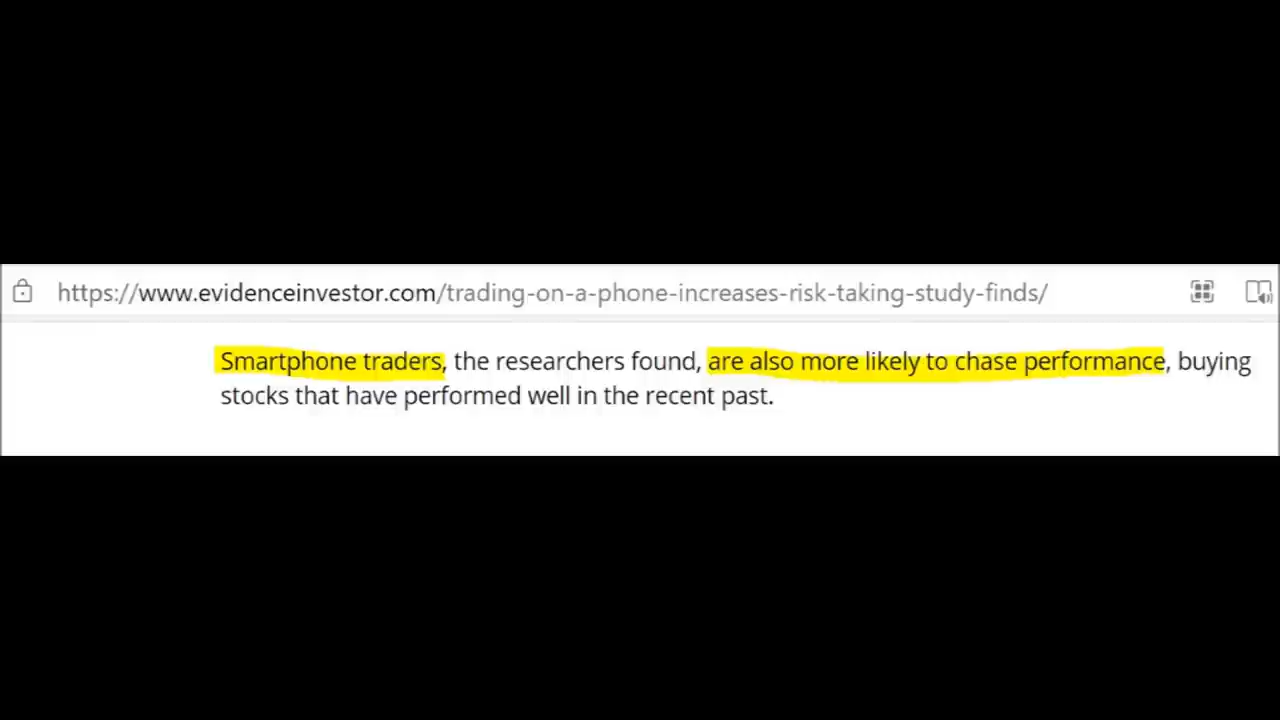 https://www.evidenceinvestor.com/trading-on-a-phone-increases-risk-taking-study-finds/
Smartphone traders, the researchers found, are also more likely to chase performance, buying
stocks that have performed well in the recent past.